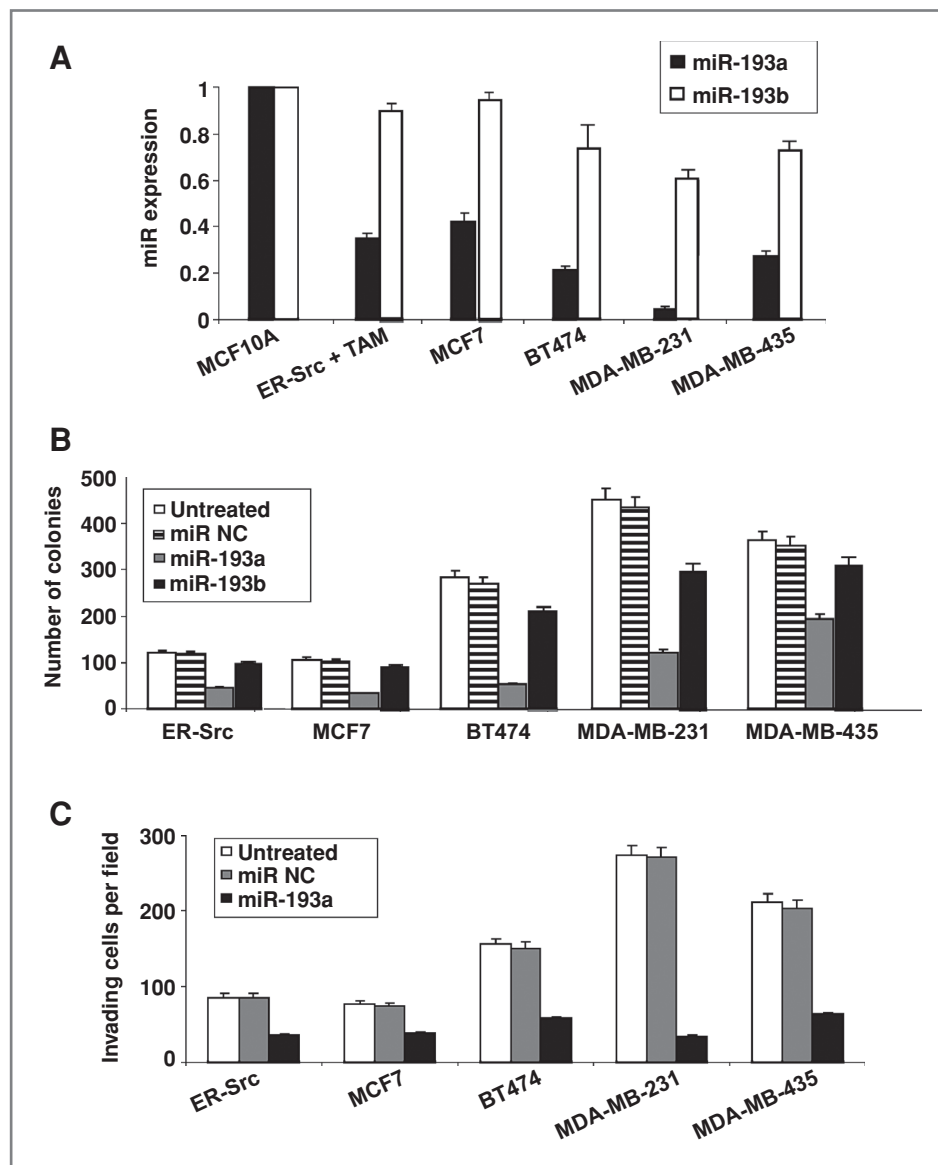 A
miR-193a
miR-193b
miR expression
1
0.8
0.6
0.4
0.2
0
MCF10A
ER-Src + TAM
MCF7
BT474
MDA-MB-231
MDA-MB-435
B
Number of colonies
500
400
300
200
100
0
Untreated
miR NC
miR-193a
miR-193b
ER-Src
MCF7
BT474
MDA-MB-231
MDA-MB-435
C
Invading cells per field
300
200
100
0
Untreated
miR NC
miR-193a
ER-Src
MCF7
BT474
MDA-MB-231
MDA-MB-435